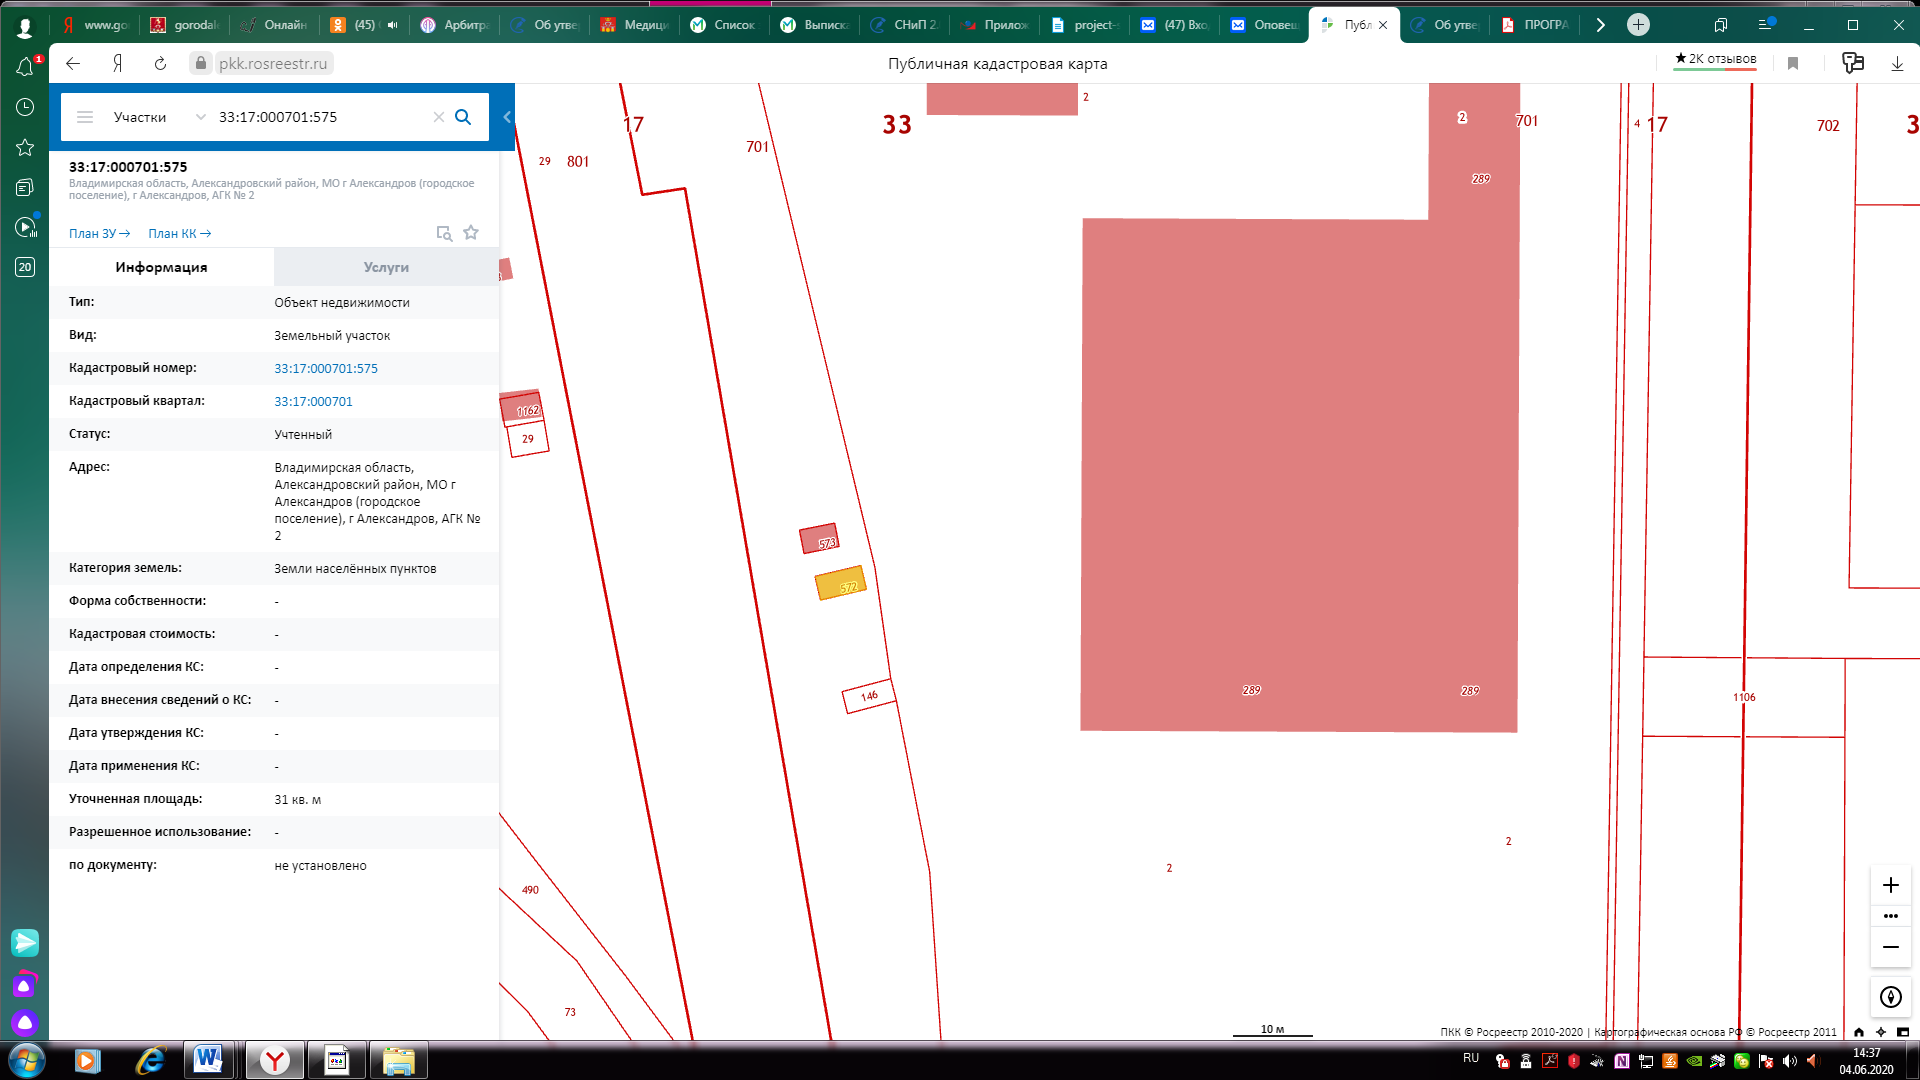 www.go
gorodal
Онлайн
(45)
Арбитра
Об утве
Медици
Список
Выписка
СНиП 2.
Прилож
project-
(47) Вхо
Оповещ
Публ
Об утве
ПРОГРА
1
pkk.rosreestr.ru
Публичная кадастровая карта
★2К отзывов
20
Участки
33:17:000701:575
33:17:000701:575
Владимирская область, Александровский район, МО г Александров (городское
поселение), г Александров, АГК № 2
План ЗУ→
План КК→
Информация
Услуги
Тип:
Объект недвижимости
Вид:
Земельный участок
Кадастровый номер:
33:17:000701:575
Кадастровый квартал:
33:17:000701
Статус:
Учтенный
Адрес:
Владимирская область,
Александровский район, МО г
Александров (городское
поселение), г Александров, АГК №
2
Категория земель:
Земли населённых пунктов
Форма собственности:
-
Кадастровая стоимость:
-
Дата определения КС:
-
Дата внесения сведений о КС:
-
Дата утверждения КС:
-
Дата применения КС:
-
Уточненная площадь:
31 кв. м
Разрешенное использование:
-
по документу:
не установлено
17
33
2
2
701
4
17
702
3
29
801
701
289
1162
29
573
572
146
289
289
1106
2
2
490
73
10 м
ПКК © Росреестр 2010-2020 | Картографическая основа РФ © Росреестр 2011
RU
14:37
04.06.2020